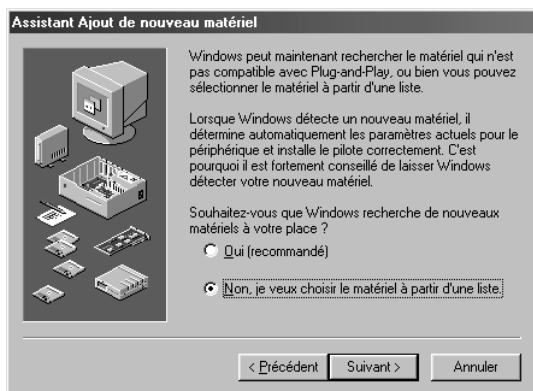 Assistant Ajout de nouveau matériel
Windows peut maintenant rechercher le matériel qui n'est
pas compatible avec Plug-and-Play, ou bien vous pouvez
sélectionner le matériel à partir d'une liste.
Lorsque Windows détecte un nouveau matériel, il
détermine automatiquement les paramètres actuels pour le
périphérique et installe le pilote correctement. C'est
pourquoi il est fortement conseillé de laisser Windows
détecter votre nouveau matériel.
Souhaitez-vous que Windows recherche de nouveaux
matériels à votre place ?
Oui (recommandé)
Non, je veux choisir le matériel à partir d'une liste.
< Précédent Suivant > Annuler